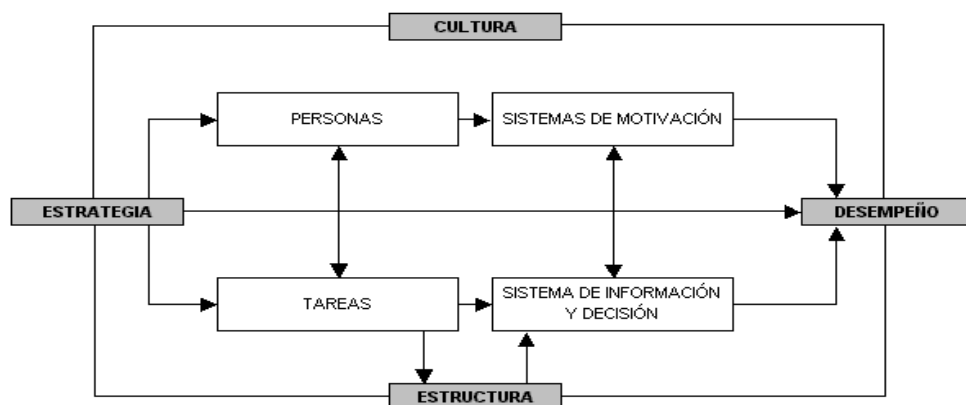 CULTURA
PERSONAS
SISTEMAS DE MOTIVACIÓN
ESTRATEGIA
DESEMPEÑO
TAREAS
SISTEMA DE INFORMACIÓN
Y DECISIÓN
ESTRUCTURA